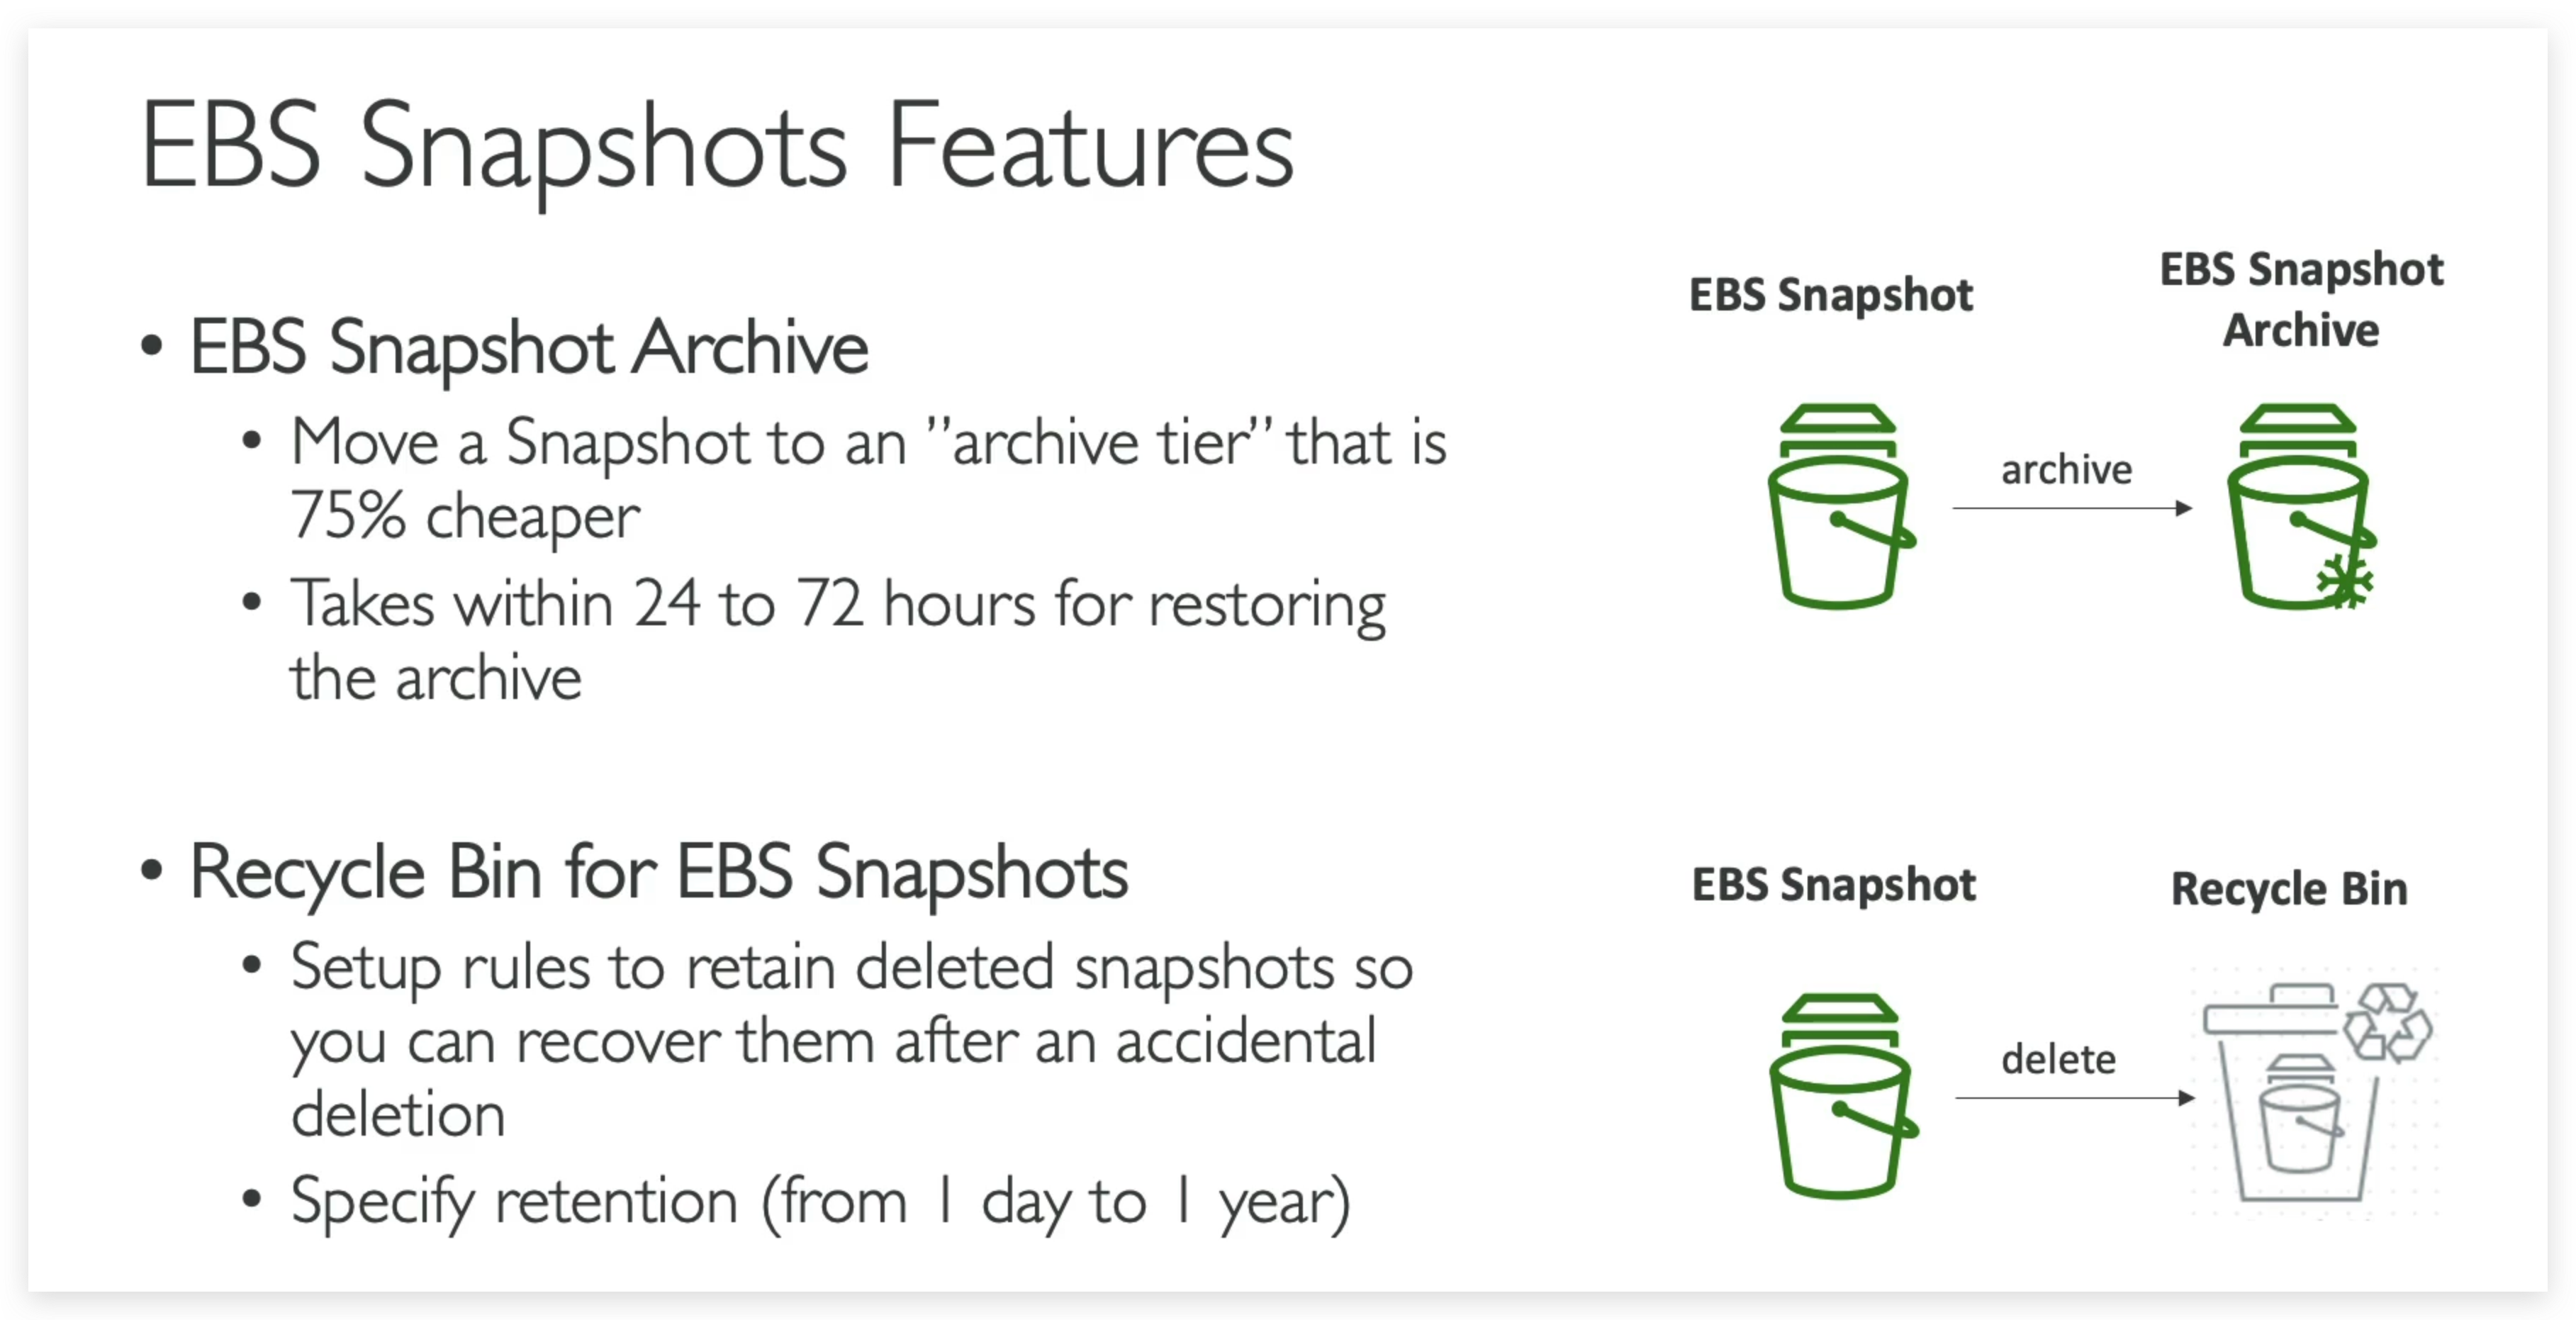 EBS Snapshots Features
• EBS Snapshot Archive
• Move a Snapshot to an ”archive tier” that is
75% cheaper
• Takes within 24 to 72 hours for restoring
the archive
• Recycle Bin for EBS Snapshots
• Setup rules to retain deleted snapshots so
you can recover them after an accidental
deletion
• Specify retention (from 1 day to 1 year)
EBS Snapshot
EBS Snapshot
Archive
archive
EBS Snapshot
Recycle Bin
delete